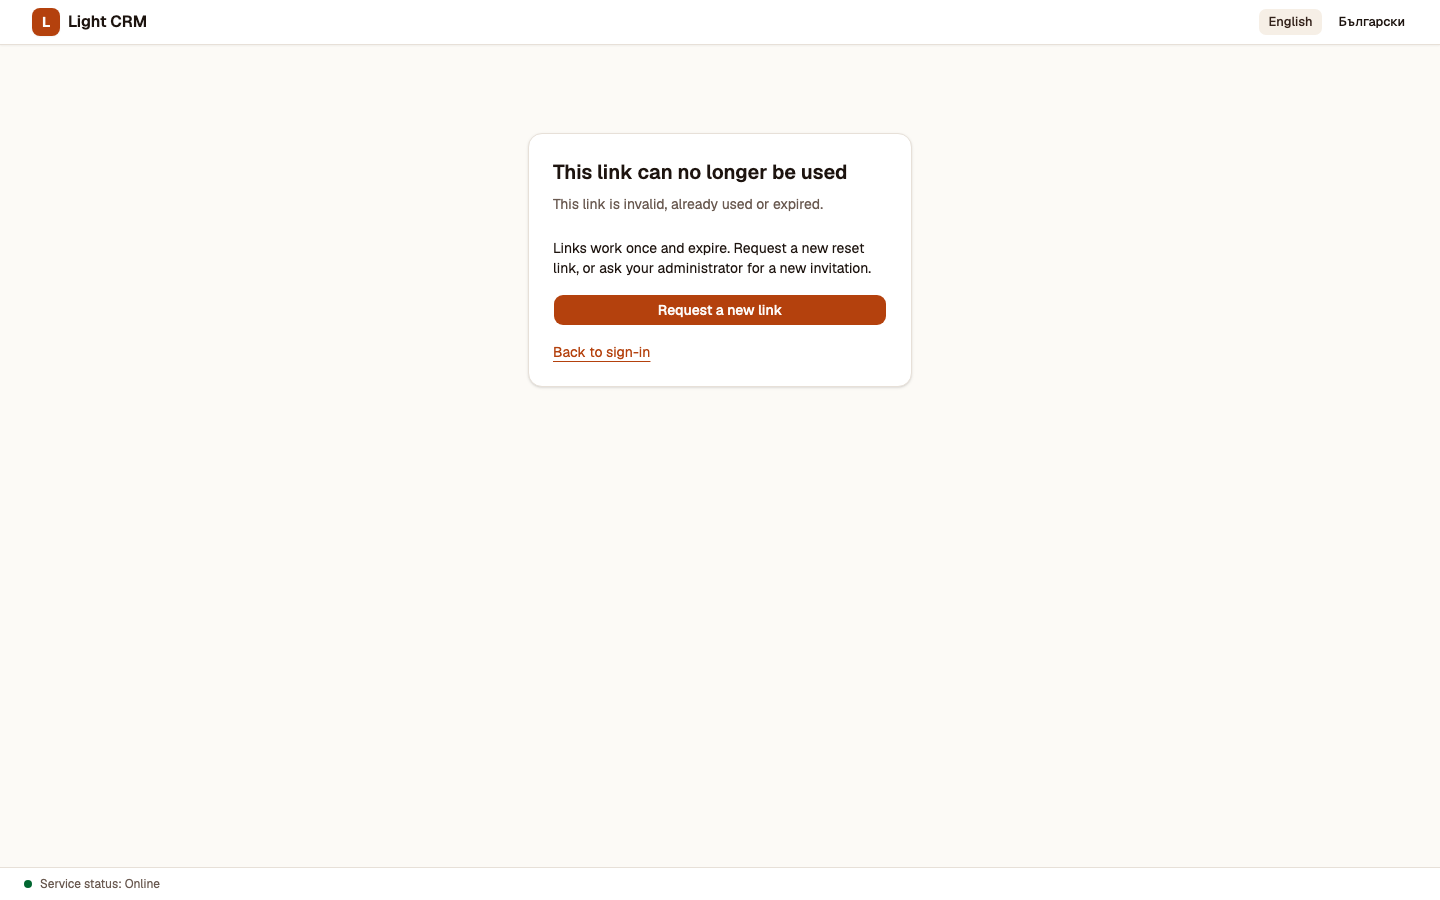 L Light CRM
English Български
This link can no longer be used
This link is invalid, already used or expired.
Links work once and expire. Request a new reset
link, or ask your administrator for a new invitation.
Request a new link
Back to sign-in
Service status: Online